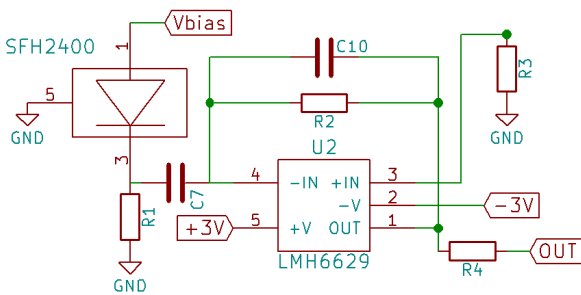 Vbias
SFH2400
1
5
GND
3
R1
GND
C7
C10
R2
U2
4
-IN
+IN
3
-V
2
-3V
+3V
5
+V
OUT
1
LMH6629
R3
GND
R4
OUT